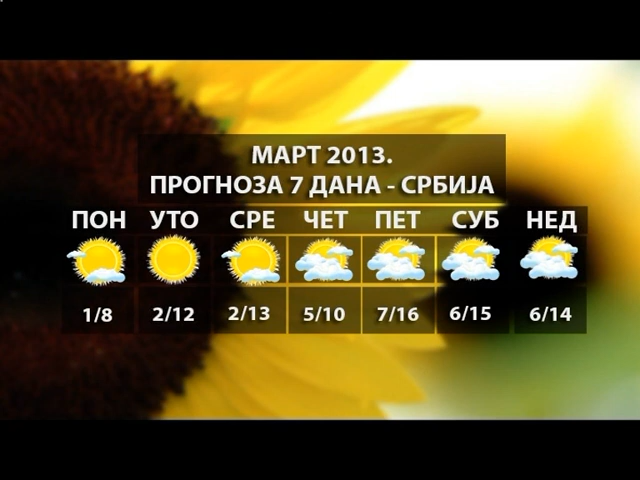 МАРТ 2013.
ПРОГНОЗА 7 ДАНА - СРБИЈА
ПОН УТО СРЕ ЧЕТ ПЕТ СУБ НЕД
1/8 2/12 2/13 5/10 7/16 6/15 6/14